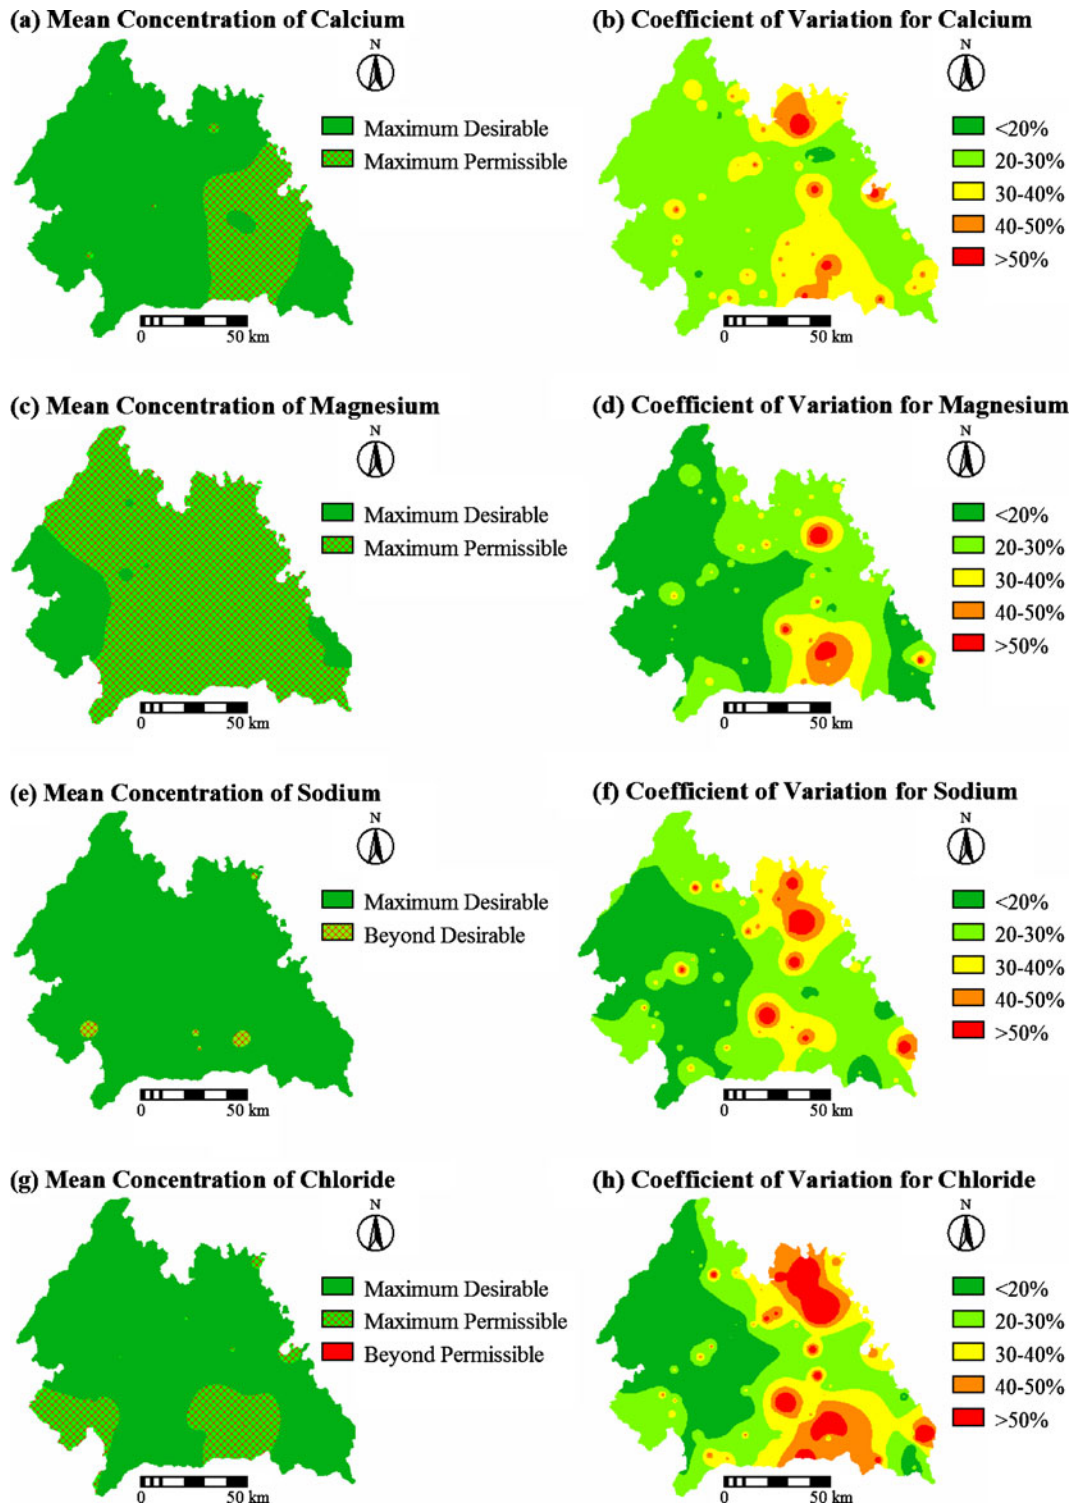 (a) Mean Concentration of Calcium
N
Maximum Desirable
Maximum Permissible
0 50 km
(b) Coefficient of Variation for Calcium
N
<20%
20-30%
30-40%
40-50%
>50%
0 50 km
(c) Mean Concentration of Magnesium
N
Maximum Desirable
Maximum Permissible
0 50 km
(d) Coefficient of Variation for Magnesium
N
<20%
20-30%
30-40%
40-50%
>50%
0 50 km
(e) Mean Concentration of Sodium
N
Maximum Desirable
Beyond Desirable
0 50 km
(f) Coefficient of Variation for Sodium
N
<20%
20-30%
30-40%
40-50%
>50%
0 50 km
(g) Mean Concentration of Chloride
N
Maximum Desirable
Maximum Permissible
Beyond Permissible
0 50 km
(h) Coefficient of Variation for Chloride
N
<20%
20-30%
30-40%
40-50%
>50%
0 50 km